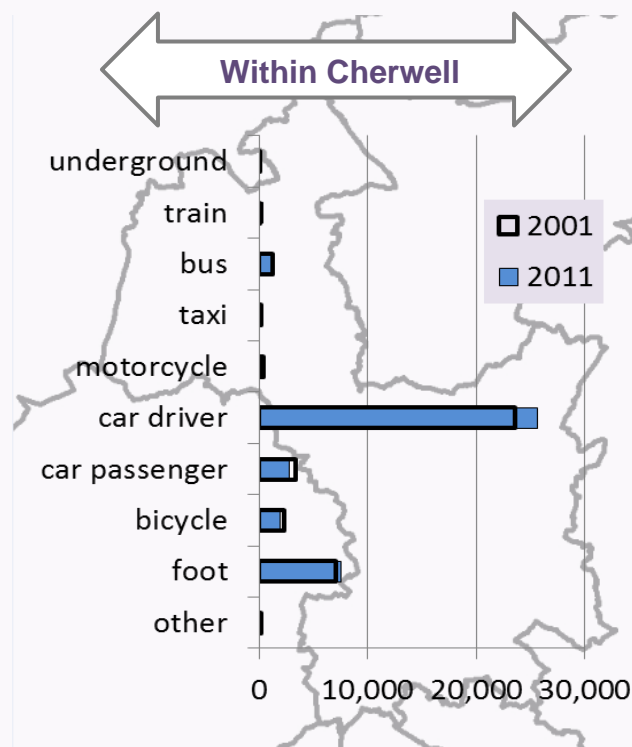 Within Cherwell
underground
train
bus
taxi
motorcycle
car driver
car passenger
bicycle
foot
other
2001
2011
0 10,000 20,000 30,000